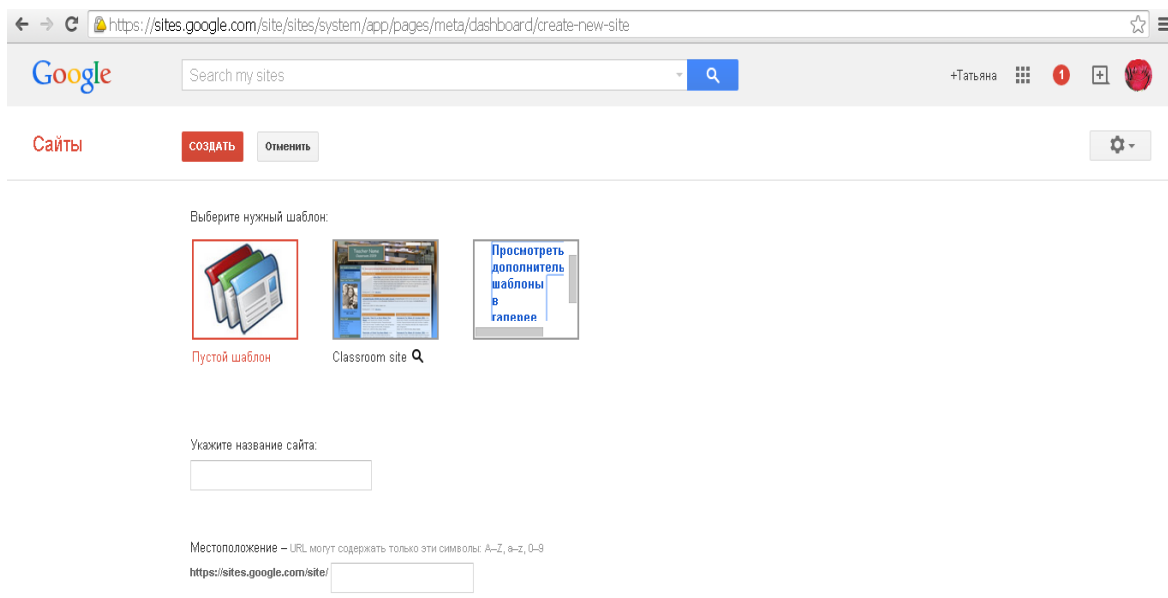 https://sites.google.com/site/sites/system/app/pages/meta/dashboard/create-new-site
Google
Search my sites
+Татьяна
1
Сайты
СОЗДАТЬ
Отменить
Выберите нужный шаблон:
Просмотреть
дополнитель
шаблоны
в
галерее
Пустой шаблон
Classroom site
Укажите название сайта:
Местоположение – URL могут содержать только эти символы: A–Z, a–z, 0–9
https://sites.google.com/site/